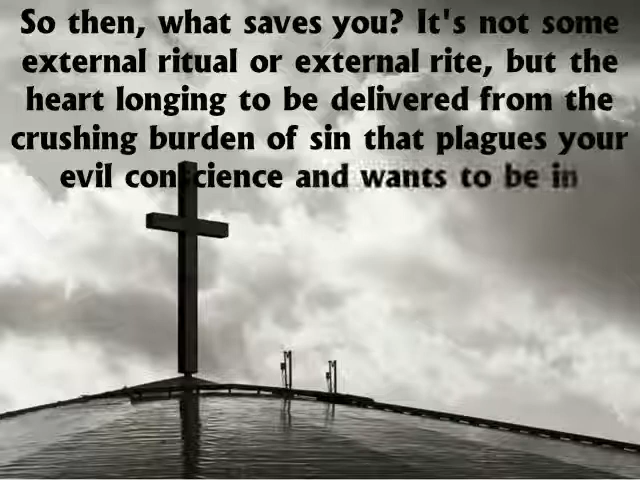 So then, what saves you? It's not some
external ritual or external rite, but the
heart longing to be delivered from the
crushing burden of sin that plagues your
evil conscience and wants to be in